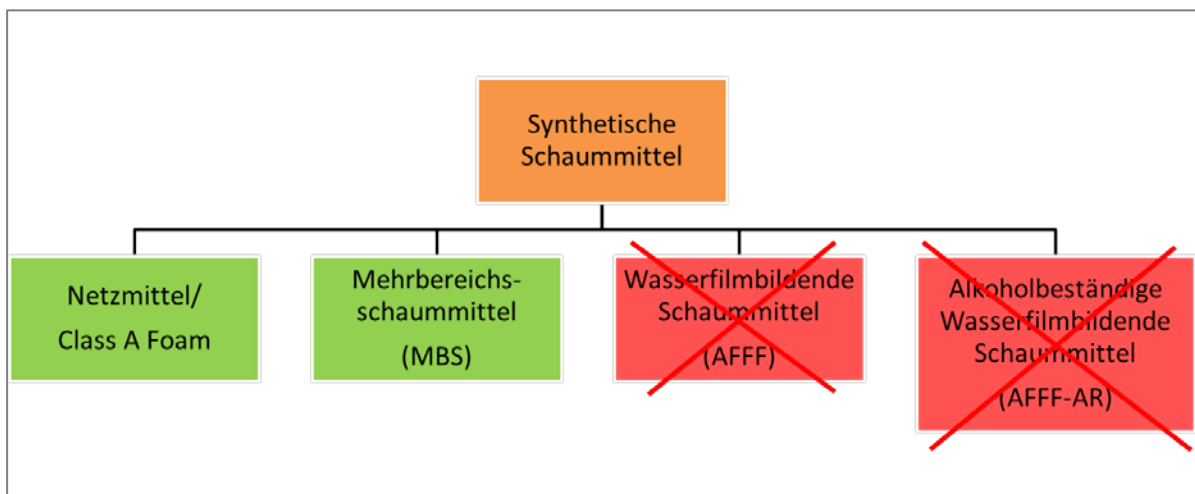 Synthetische
Schaummittel
Netzmittel/
Class A Foam
Mehrbereichs-
schaummittel
(MBS)
Wasserfilmbildende
Schaummittel
(AFFF)
Alkoholbeständige
Wasserfilmbildende
Schaummittel
(AFFF-AR)